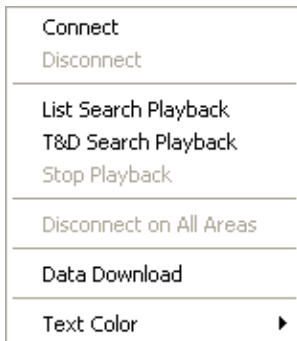 Connect
Disconnect
List Search Playback
T&D Search Playback
Stop Playback
Disconnect on All Areas
Data Download
Text Color